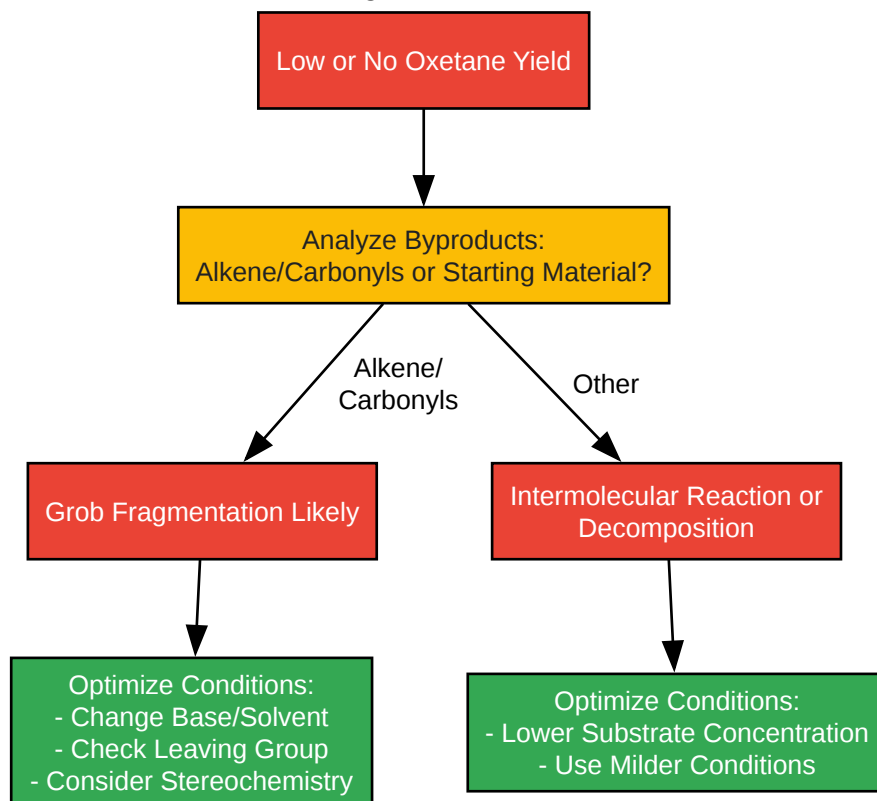 Low or No Oxetane Yield
Analyze Byproducts:
Alkene/Carbonyls or Starting Material?
Alkene/
Carbonyls
Other
Grob Fragmentation Likely
Intermolecular Reaction or
Decomposition
Optimize Conditions:
- Change Base/Solvent
- Check Leaving Group
- Consider Stereochemistry
Optimize Conditions:
- Lower Substrate Concentration
- Use Milder Conditions